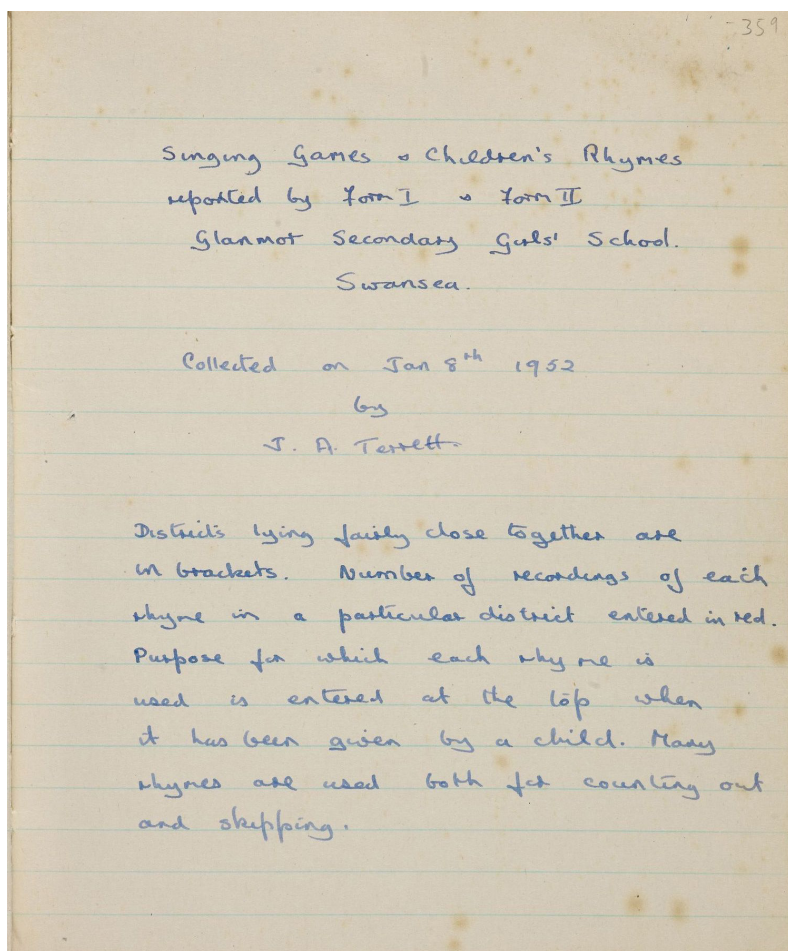 -359
Singing Games & Children's Rhymes
reported by Form I & Form II
Glanmor Secondary Girls' School.
Swansea.
Collected on Jan 8th 1952
by
J. A. Terrett.
Districts lying fairly close together are
in brackets. Number of recordings of each
rhyme in a particular district entered in red.
Purpose for which each rhyme is
used is entered at the top when
it has been given by a child. Many
rhymes are used both for counting out
and skipping.